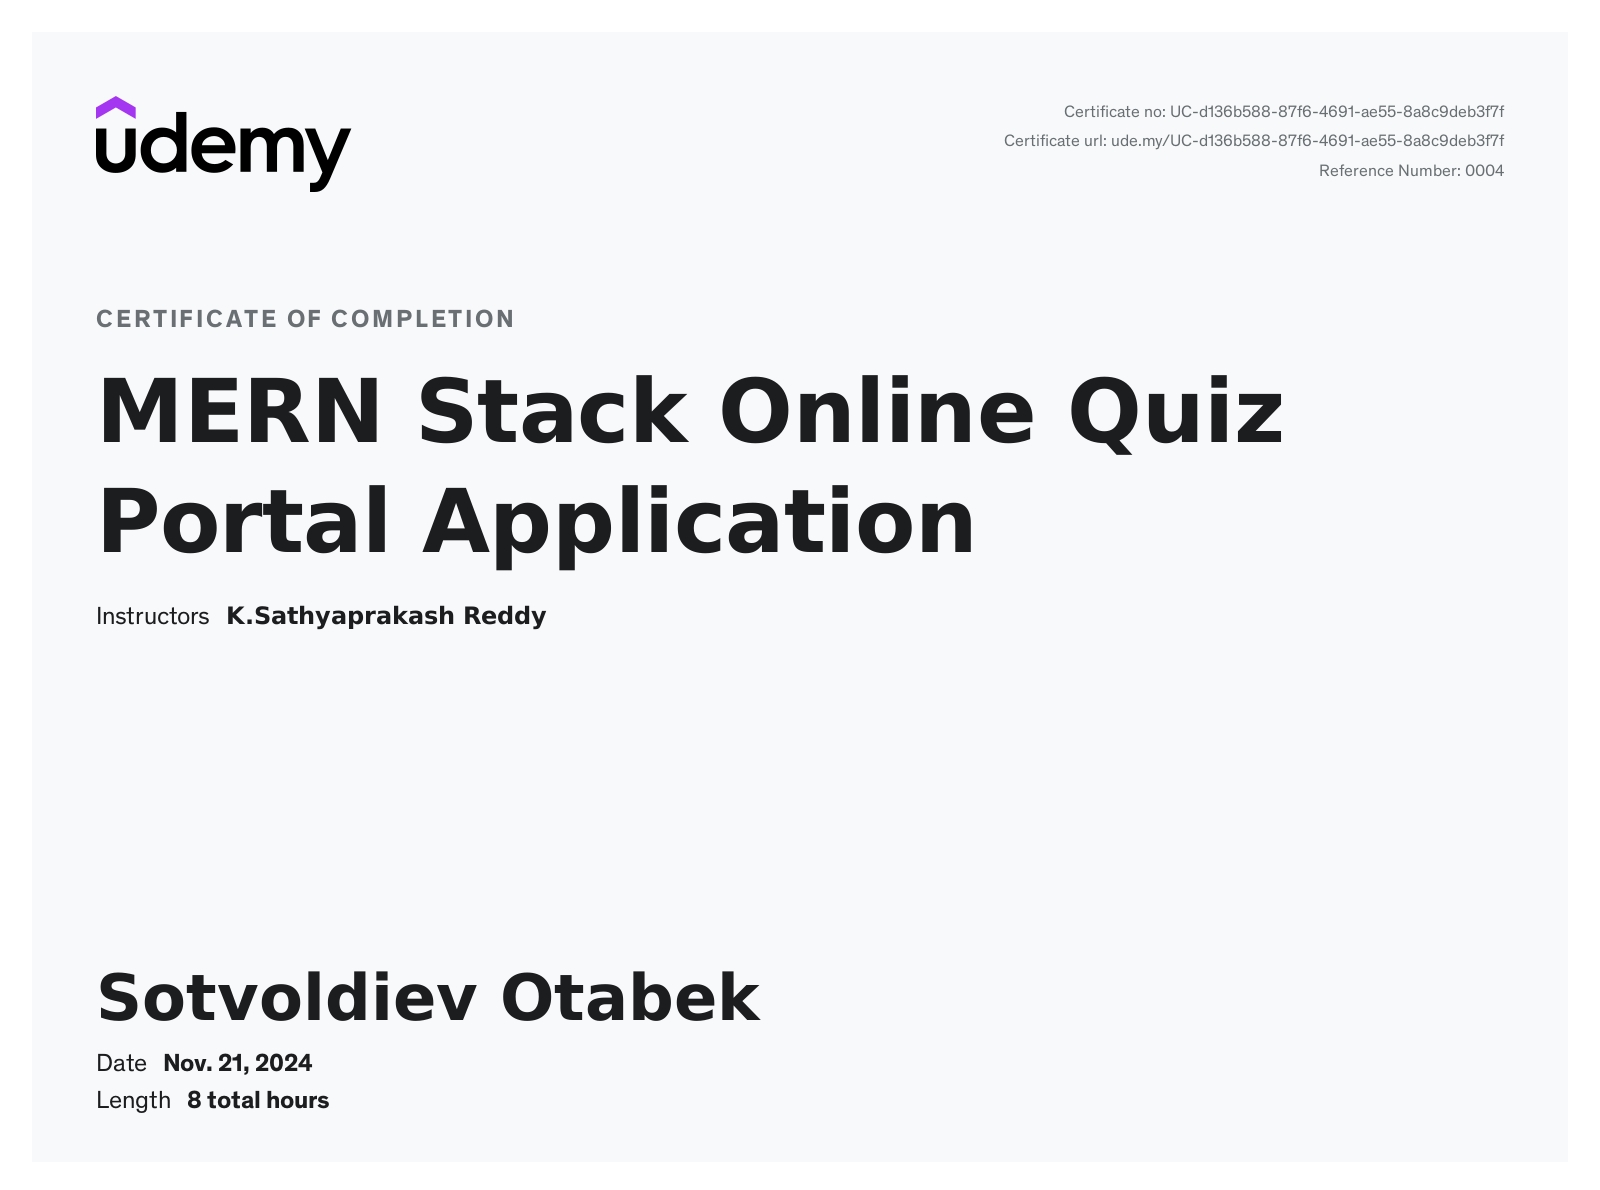 udemy
Certificate no: UC-d136b588-87f6-4691-ae55-8a8c9deb3f7f
Certificate url: ude.my/UC-d136b588-87f6-4691-ae55-8a8c9deb3f7f
Reference Number: 0004
CERTIFICATE OF COMPLETION
MERN Stack Online Quiz
Portal Application
Instructors K.Sathyaprakash Reddy
Sotvoldiev Otabek
Date Nov. 21, 2024
Length 8 total hours